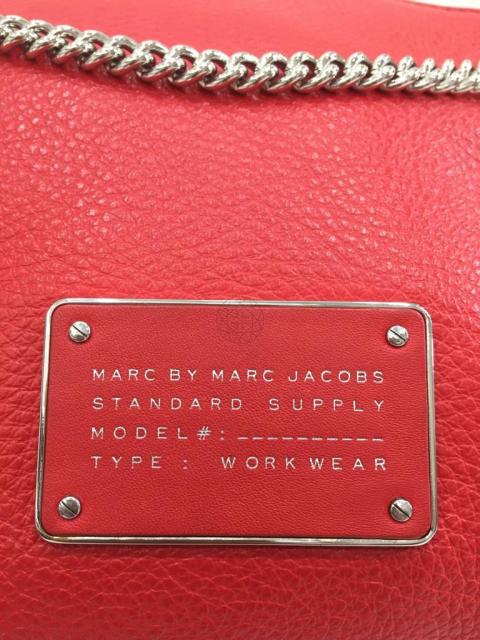 MARC BY MARC JACOBS
STANDARD SUPPLY
MODEL#: __________
TYPE : WORKWEAR